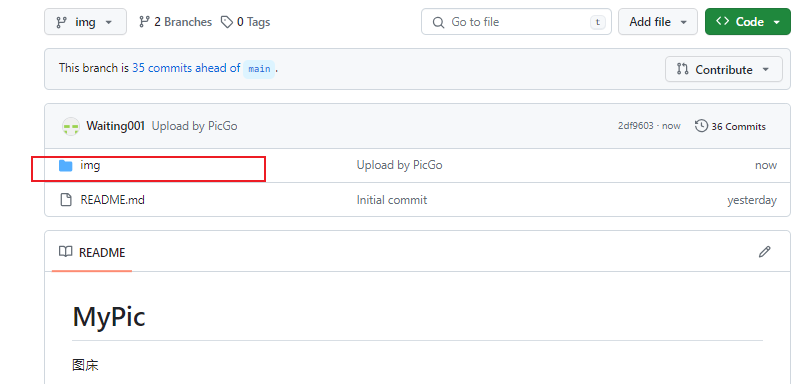 img 2 Branches 0 Tags Go to file t Add file Code
This branch is 35 commits ahead of main .
Contribute
Waiting001 Upload by PicGo 2df9603 · now 36 Commits
img Upload by PicGo now
README.md Initial commit yesterday
README
MyPic
图床